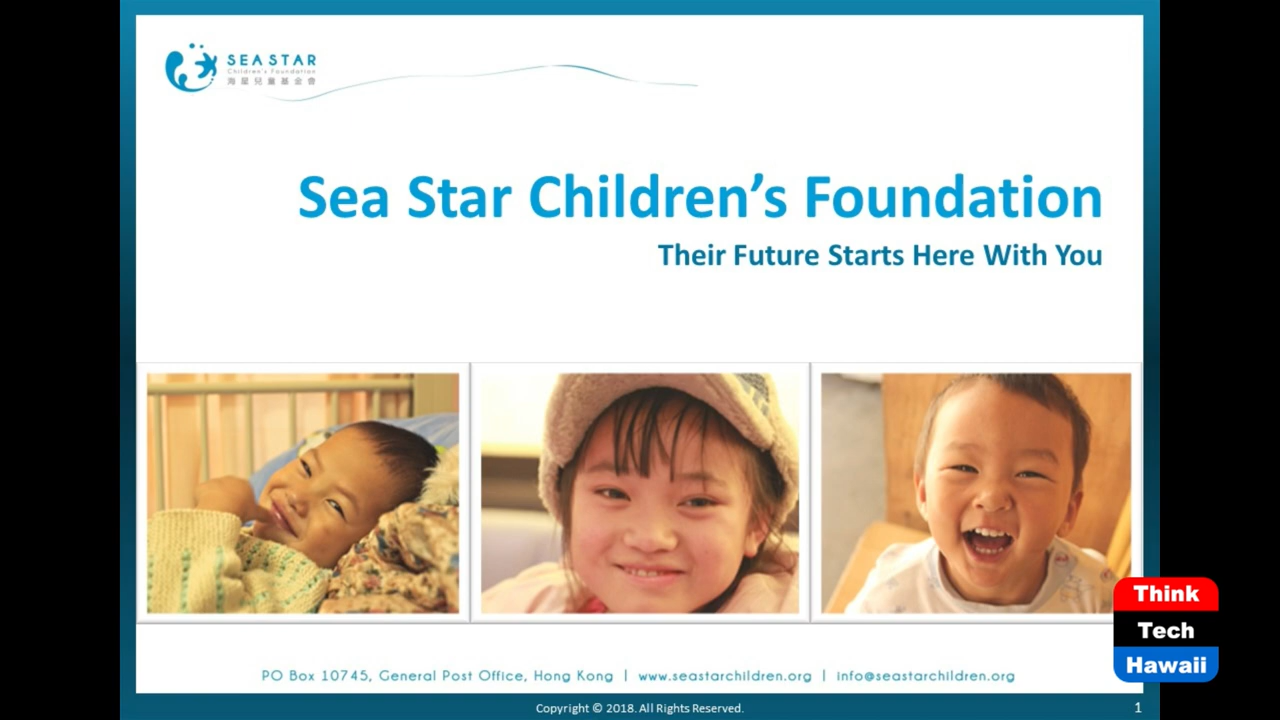 SEA STAR
Children's Foundation
海星兒童基金會
Sea Star Children’s Foundation
Their Future Starts Here With You
PO Box 10745, General Post Office, Hong Kong | www.seastarchildren.org | info@seastarchildren.org
Copyright © 2018. All Rights Reserved.
1
Think
Tech
Hawaii